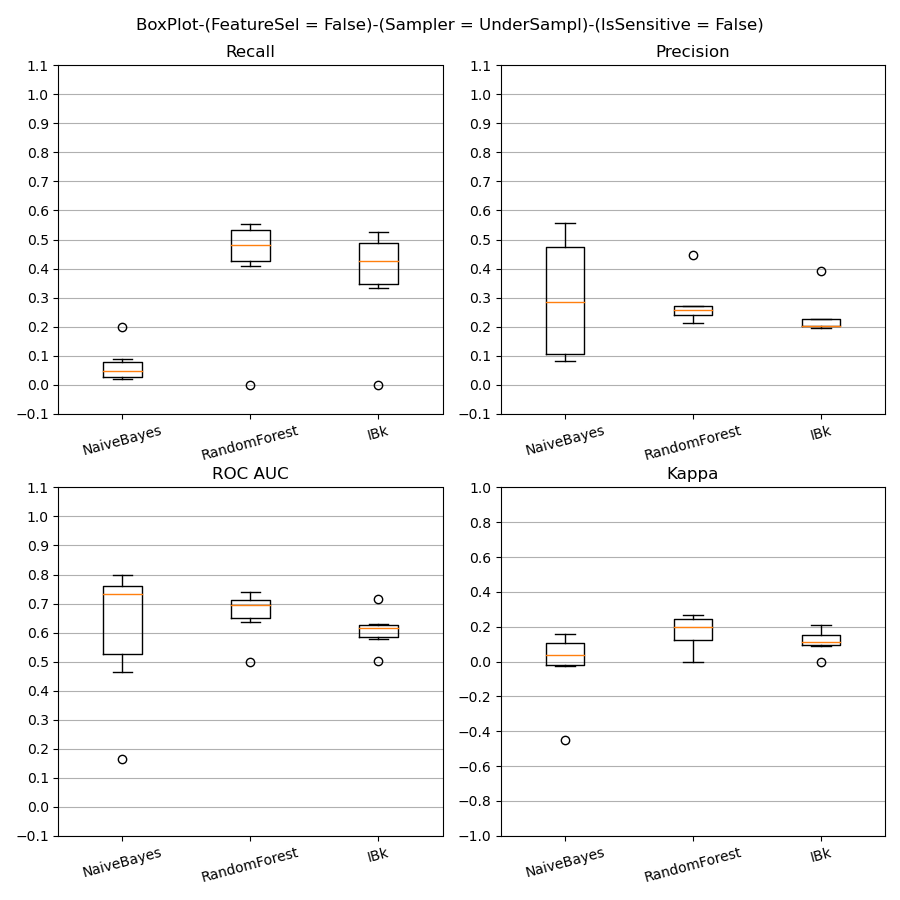 BoxPlot-(FeatureSel = False)-(Sampler = UnderSampl)-(IsSensitive = False)
Recall
1.1
1.0
0.9
0.8
0.7
0.6
0.5
0.4
0.3
0.2
0.1
0.0
−0.1
NaiveBayes
RandomForest
IBk
Precision
1.1
1.0
0.9
0.8
0.7
0.6
0.5
0.4
0.3
0.2
0.1
0.0
−0.1
NaiveBayes
RandomForest
IBk
ROC AUC
1.1
1.0
0.9
0.8
0.7
0.6
0.5
0.4
0.3
0.2
0.1
0.0
−0.1
NaiveBayes
RandomForest
IBk
Kappa
1.0
0.8
0.6
0.4
0.2
0.0
−0.2
−0.4
−0.6
−0.8
−1.0
NaiveBayes
RandomForest
IBk